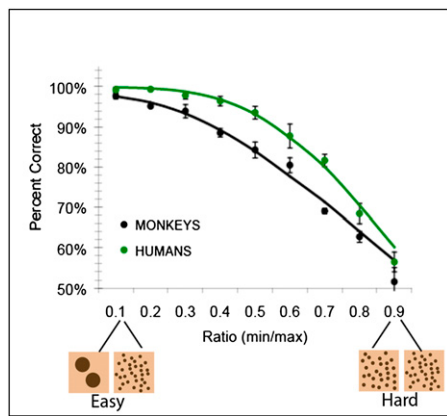 100%
90%
80%
70%
60%
50%
Percent Correct
MONKEYS
HUMANS
0.1 0.2 0.3 0.4 0.5 0.6 0.7 0.8 0.9
Ratio (min/max)
Easy
Hard